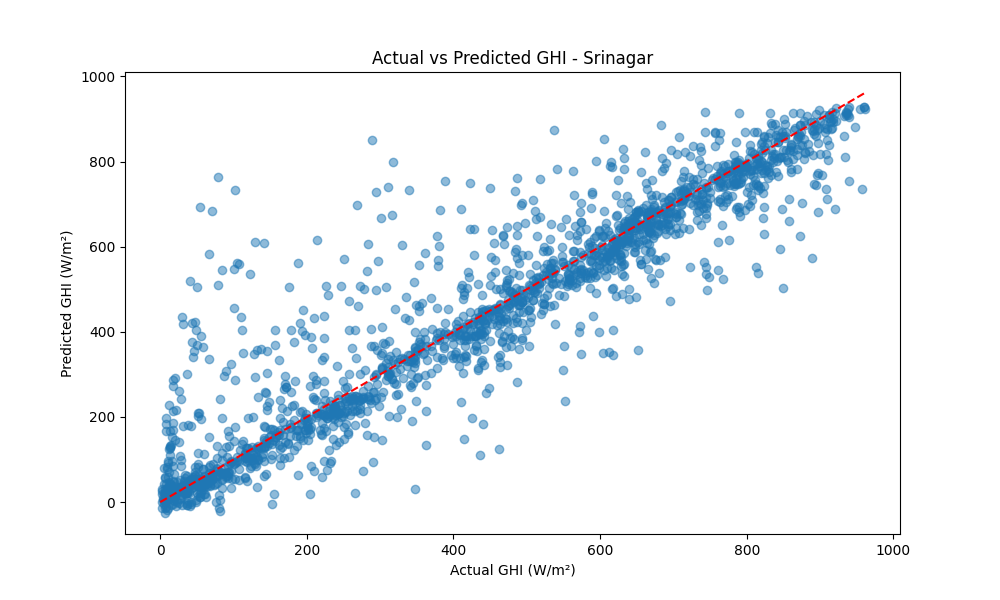 Actual vs Predicted GHI - Srinagar
1000
800
600
400
200
0
Predicted GHI (W/m²)
0 200 400 600 800 1000
Actual GHI (W/m²)